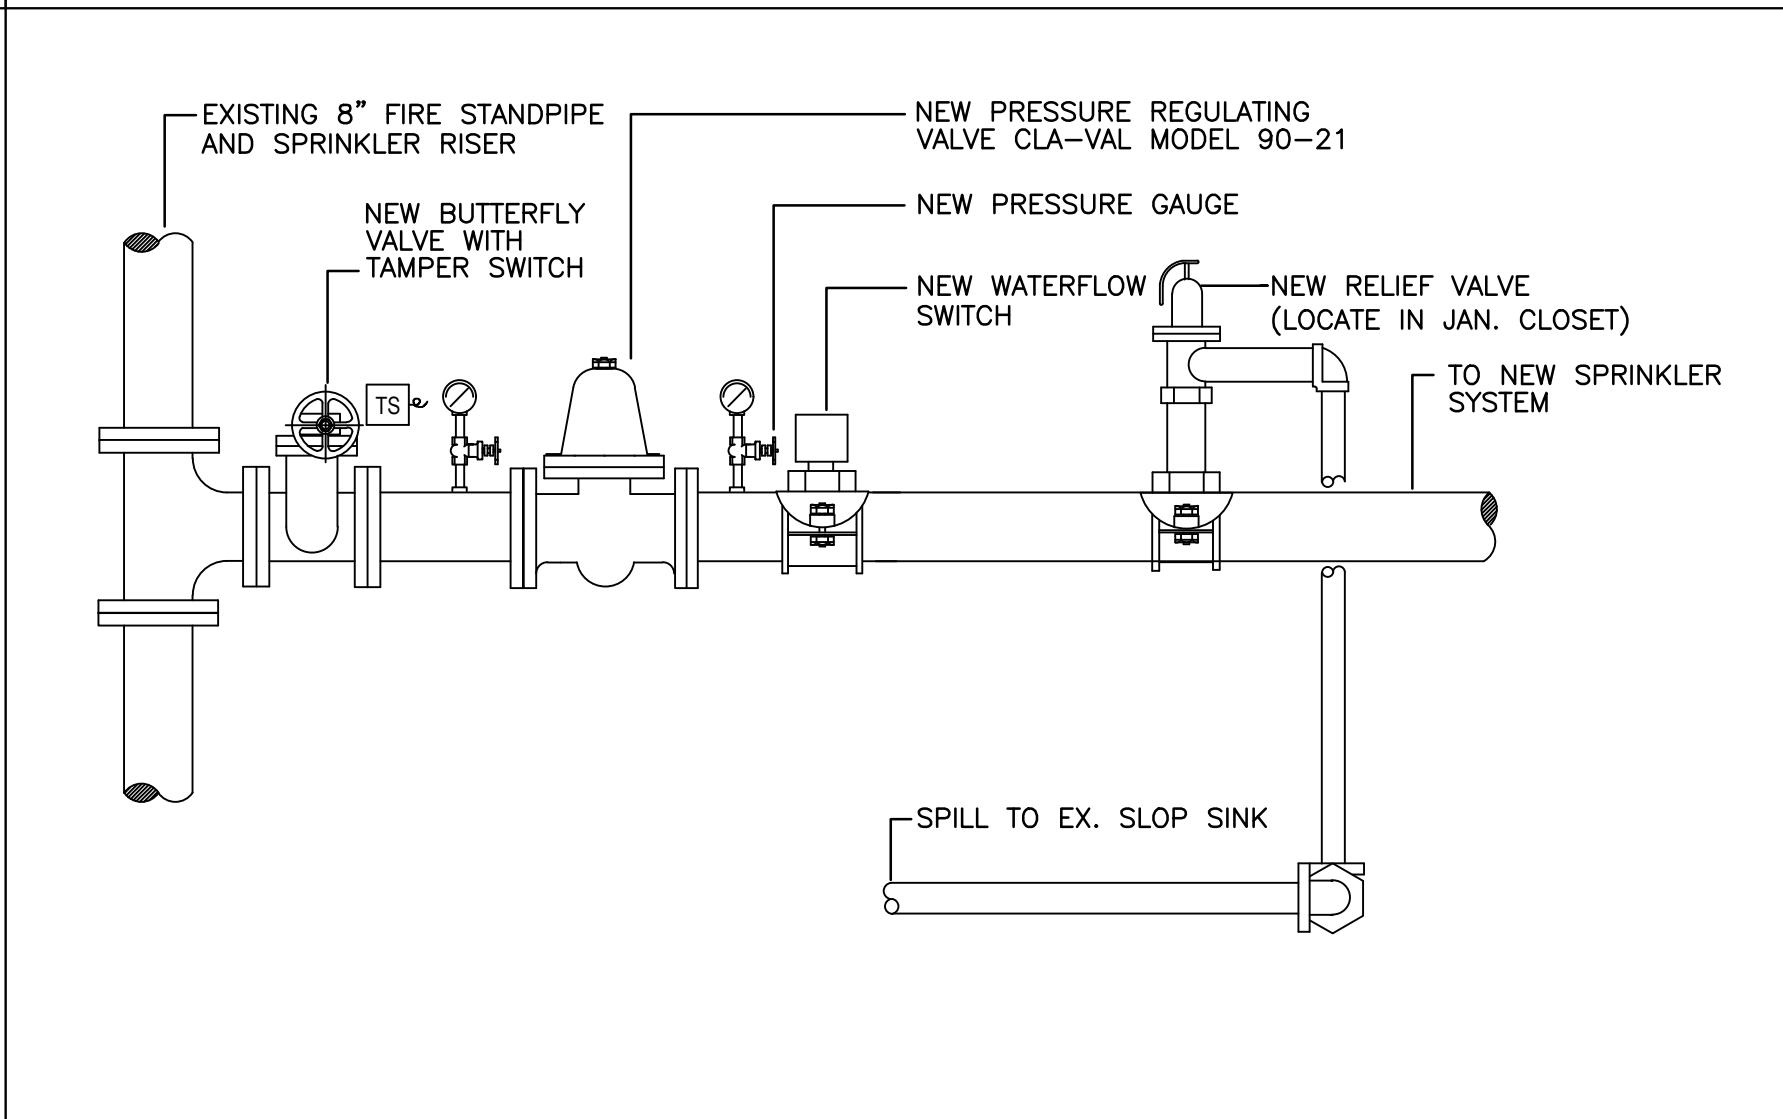 EXISTING 8” FIRE STANDPIPE
AND SPRINKLER RISER
NEW BUTTERFLY
VALVE WITH
TAMPER SWITCH
TS
NEW PRESSURE REGULATING
VALVE CLA-VAL MODEL 90-21
NEW PRESSURE GAUGE
NEW WATERFLOW
SWITCH
NEW RELIEF VALVE
(LOCATE IN JAN. CLOSET)
TO NEW SPRINKLER
SYSTEM
SPILL TO EX. SLOP SINK